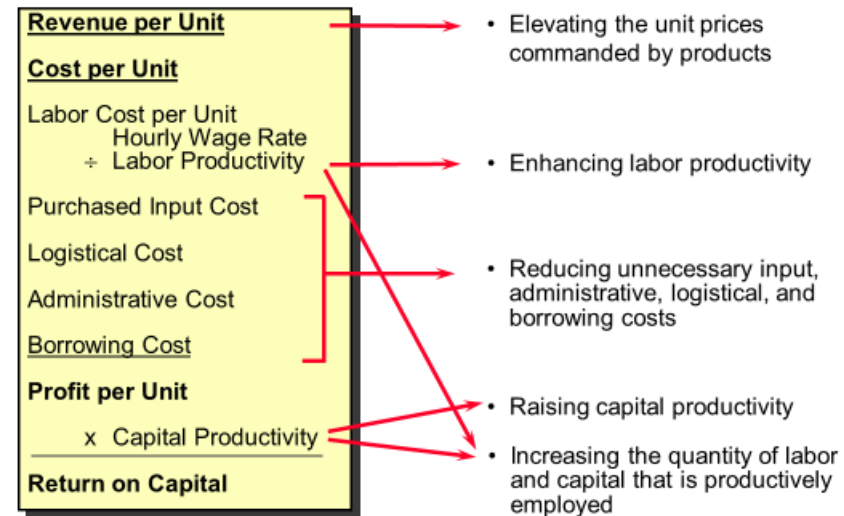 Revenue per Unit
Cost per Unit
Labor Cost per Unit
Hourly Wage Rate
÷ Labor Productivity
Purchased Input Cost
Logistical Cost
Administrative Cost
Borrowing Cost
Profit per Unit
x Capital Productivity
Return on Capital
• Elevating the unit prices
commanded by products
• Enhancing labor productivity
• Reducing unnecessary input,
administrative, logistical, and
borrowing costs
• Raising capital productivity
• Increasing the quantity of labor
and capital that is productively
employed